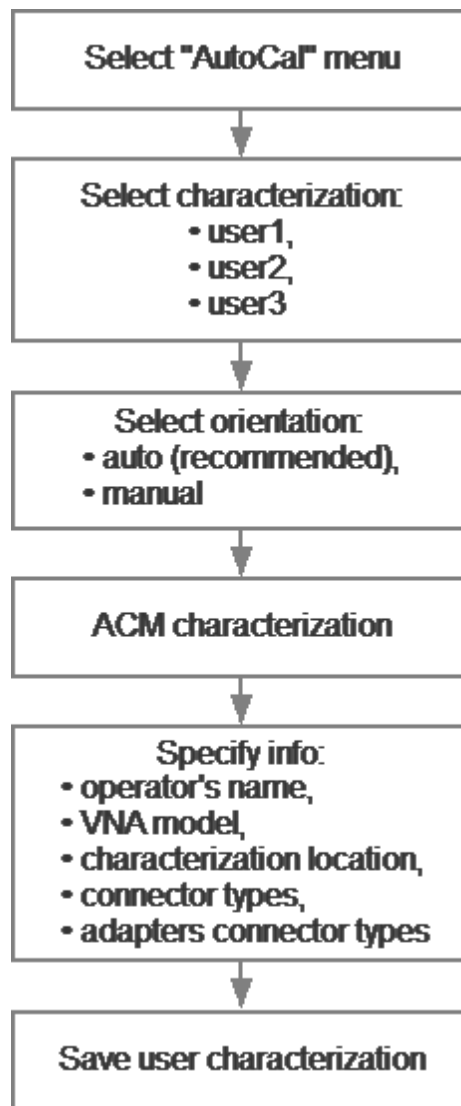 Select "AutoCal" menu
Select characterization:
• user1,
• user2,
• user3
Select orientation:
• auto (recommended),
• manual
ACM characterization
Specify info:
• operator's name,
• VNA model,
• characterization location,
• connector types,
• adapters connector types
Save user characterization